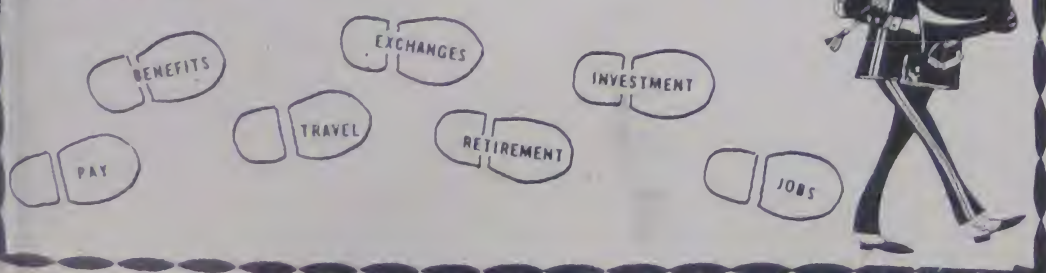 EXCHANGES
BENEFITS
INVESTMENT
TRAVEL
RETIREMENT
PAY
JOBS